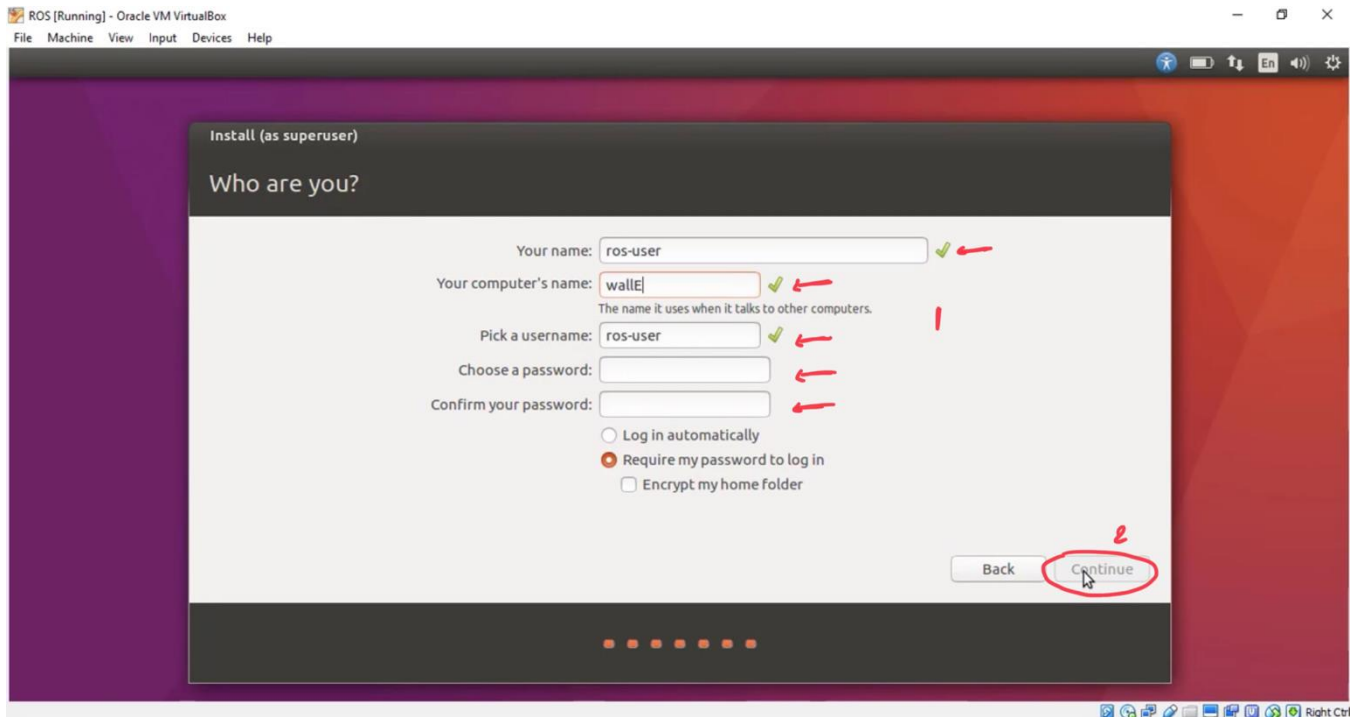 ROS [Running] - Oracle VM VirtualBox
File Machine View Input Devices Help
En
Install (as superuser)
Who are you?
Your name: ros-user
Your computer's name: wallE
The name it uses when it talks to other computers.
1
Pick a username: ros-user
Choose a password:
Confirm your password:
Log in automatically
Require my password to log in
Encrypt my home folder
2
Back Continue
Right Ctrl